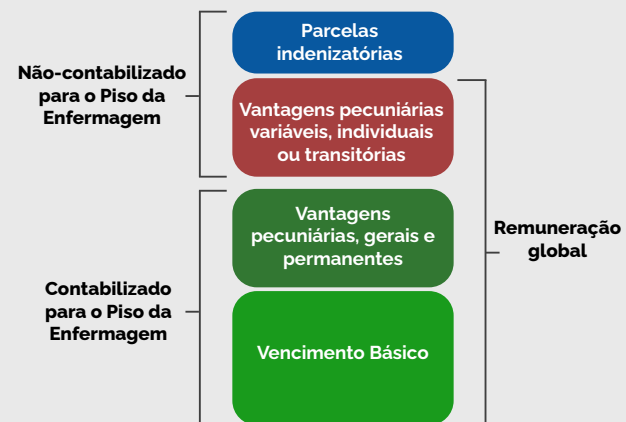 Parcelas
indenizatórias
Não-contabilizado
para o Piso da
Enfermagem
Vantagens pecuniárias
variáveis, individuais
ou transitórias
Vantagens
pecuniárias, gerais e
permanentes
Remuneração
global
Contabilizado
para o Piso da
Enfermagem
Vencimento Básico